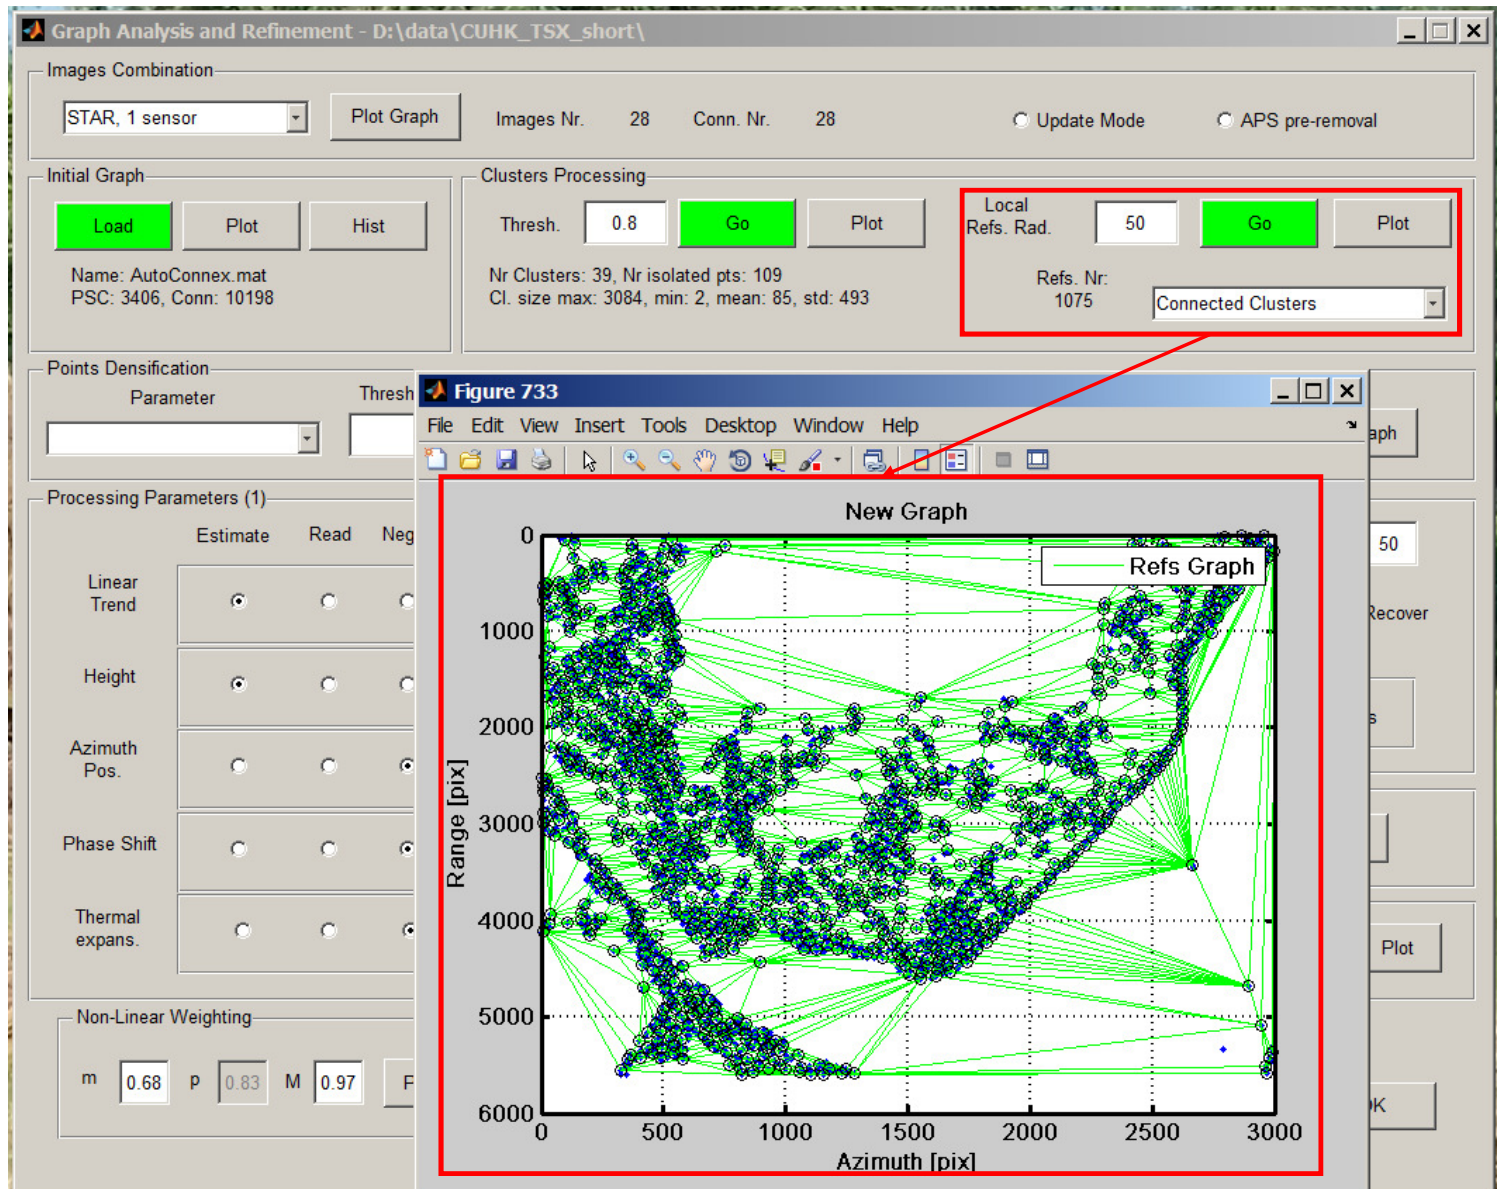 Graph Analysis and Refinement - D:\data\CUHK_TSX_short\
Images Combination
STAR, 1 sensor
Plot Graph
Images Nr. 28 Conn. Nr. 28
Update Mode
APS pre-removal
Initial Graph
Load
Plot
Hist
Name: AutoConnex.mat
PSC: 3406, Conn: 10198
Clusters Processing
Thresh. 0.8
Go
Plot
Nr Clusters: 39, Nr isolated pts: 109
Cl. size max: 3084, min: 2, mean: 85, std: 493
Local
Refs. Rad. 50
Go
Plot
Refs. Nr:
1075
Connected Clusters
Points Densification
Parameter
Thresh
aph
Processing Parameters (1)
Estimate Read Neg
Linear
Trend
Height
Azimuth
Pos.
Phase Shift
Thermal
expans.
50
Recover
s
Plot
Non-Linear Weighting
m 0.68 p 0.83 M 0.97
F
K
Figure 733
File Edit View Insert Tools Desktop Window Help
New Graph
Refs Graph
Range [pix]
0
1000
2000
3000
4000
5000
6000
0 500 1000 1500 2000 2500 3000
Azimuth [pix]